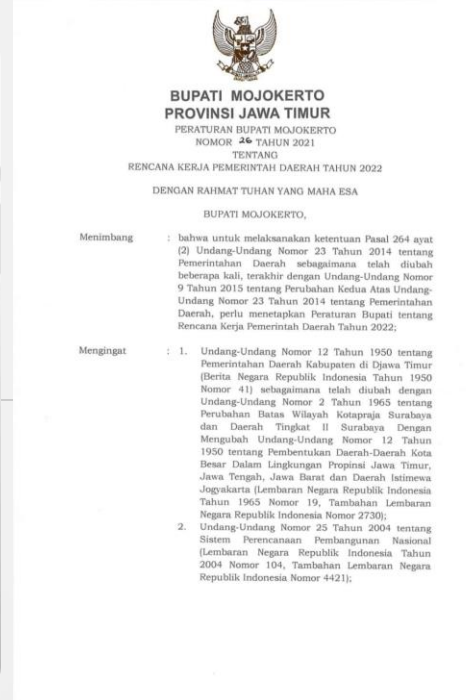 BUPATI MOJOKERTO
PROVINSI JAWA TIMUR
PERATURAN BUPATI MOJOKERTO
NOMOR 26 TAHUN 2021
TENTANG
RENCANA KERJA PEMERINTAH DAERAH TAHUN 2022
DENGAN RAHMAT TUHAN YANG MAHA ESA
BUPATI MOJOKERTO,
Menimbang : bahwa untuk melaksanakan ketentuan Pasal 264 ayat
(2) Undang-Undang Nomor 23 Tahun 2014 tentang
Pemerintahan Daerah sebagaimana telah diubah
beberapa kali, terakhir dengan Undang-Undang Nomor
9 Tahun 2015 tentang Perubahan Kedua Atas Undang-
Undang Nomor 23 Tahun 2014 tentang Pemerintahan
Daerah, perlu menetapkan Peraturan Bupati tentang
Rencana Kerja Pemerintah Daerah Tahun 2022;
Mengingat : 1. Undang-Undang Nomor 12 Tahun 1950 tentang
Pemerintahan Daerah Kabupaten di Djawa Timur
(Berita Negara Republik Indonesia Tahun 1950
Nomor 41) sebagaimana telah diubah dengan
Undang-Undang Nomor 2 Tahun 1965 tentang
Perubahan Batas Wilayah Kotapraja Surabaya
dan Daerah Tingkat II Surabaya Dengan
Mengubah Undang-Undang Nomor 12 Tahun
1950 tentang Pembentukan Daerah-Daerah Kota
Besar Dalam Lingkungan Propinsi Jawa Timur,
Jawa Tengah, Jawa Barat dan Daerah Istimewa
Jogyakarta (Lembaran Negara Republik Indonesia
Tahun 1965 Nomor 19, Tambahan Lembaran
Negara Republik Indonesia Nomor 2730);
2. Undang-Undang Nomor 25 Tahun 2004 tentang
Sistem Perencanaan Pembangunan Nasional
(Lembaran Negara Republik Indonesia Tahun
2004 Nomor 104, Tambahan Lembaran Negara
Republik Indonesia Nomor 4421);